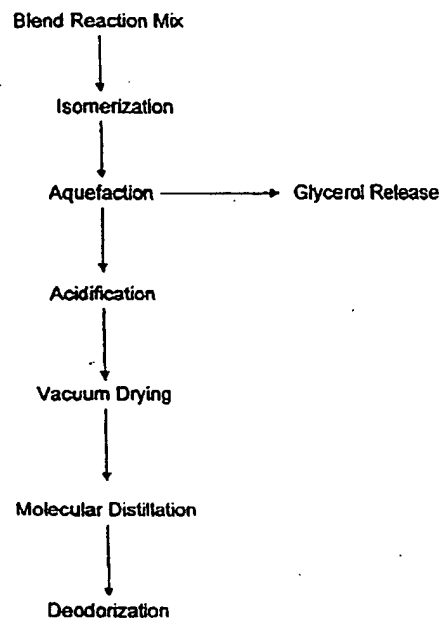 Blend Reaction Mix
Isomerization
Aquefaction
Glycerol Release
Acidification
Vacuum Drying
Molecular Distillation
Deodorization